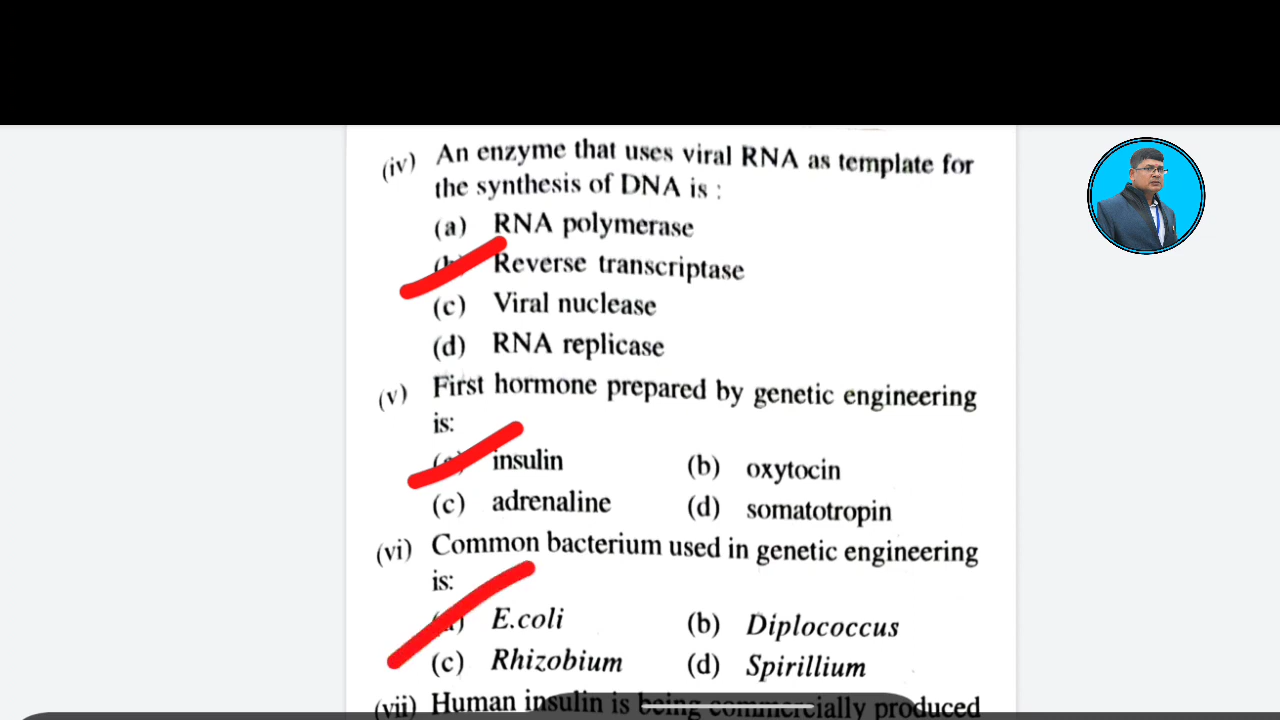 (iv) An enzyme that uses viral RNA as template for
the synthesis of DNA is :
(a) RNA polymerase
(b) Reverse transcriptase
(c) Viral nuclease
(d) RNA replicase
(v) First hormone prepared by genetic engineering
is:
(a) insulin (b) oxytocin
(c) adrenaline (d) somatotropin
(vi) Common bacterium used in genetic engineering
is:
(a) E.coli (b) Diplococcus
(c) Rhizobium (d) Spirillium
(vii) Human insulin is being commercially produced